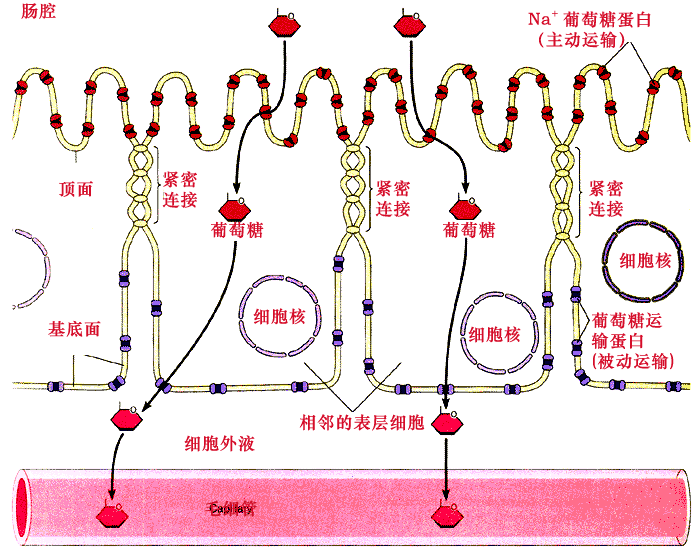 肠腔
Na⁺ 葡萄糖蛋白
(主动运输)
顶面
紧密
连接
紧密
连接
紧密
连接
葡萄糖
葡萄糖
细胞核
细胞核
细胞核
基底面
葡萄糖运
输蛋白
(被动运输)
相邻的表层细胞
细胞外液
毛细管